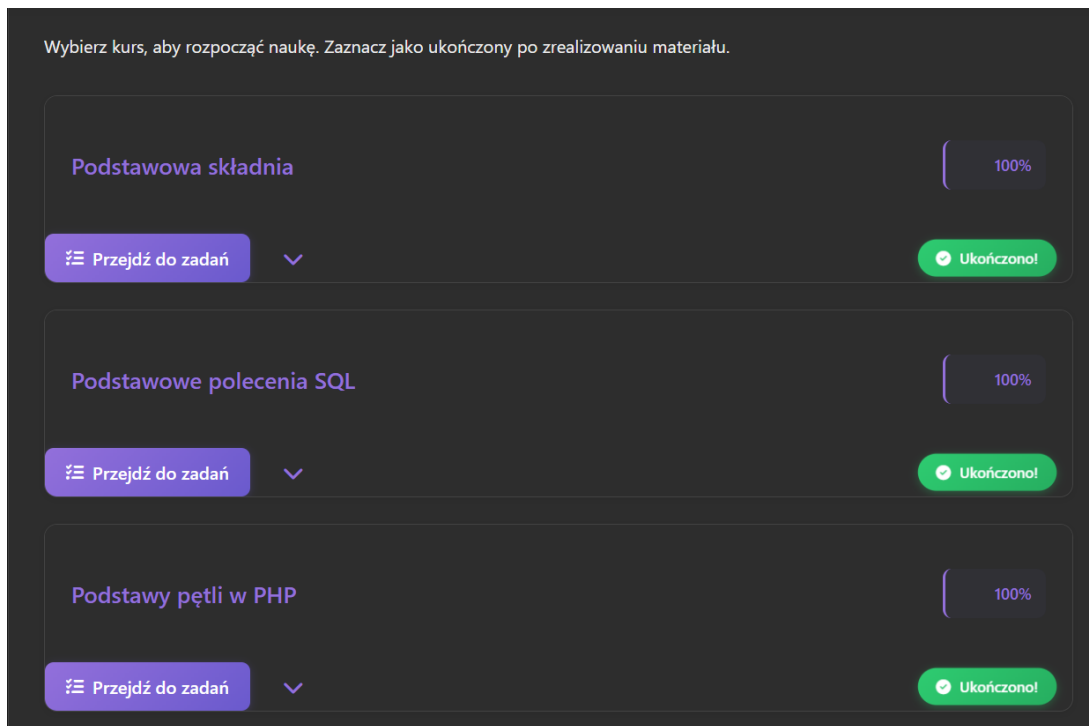 Wybierz kurs, aby rozpocząć naukę. Zaznacz jako ukończony po zrealizowaniu materiału.
Podstawowa składnia
100%
Przejdź do zadań
Ukończono!
Podstawowe polecenia SQL
100%
Przejdź do zadań
Ukończono!
Podstawy pętli w PHP
100%
Przejdź do zadań
Ukończono!